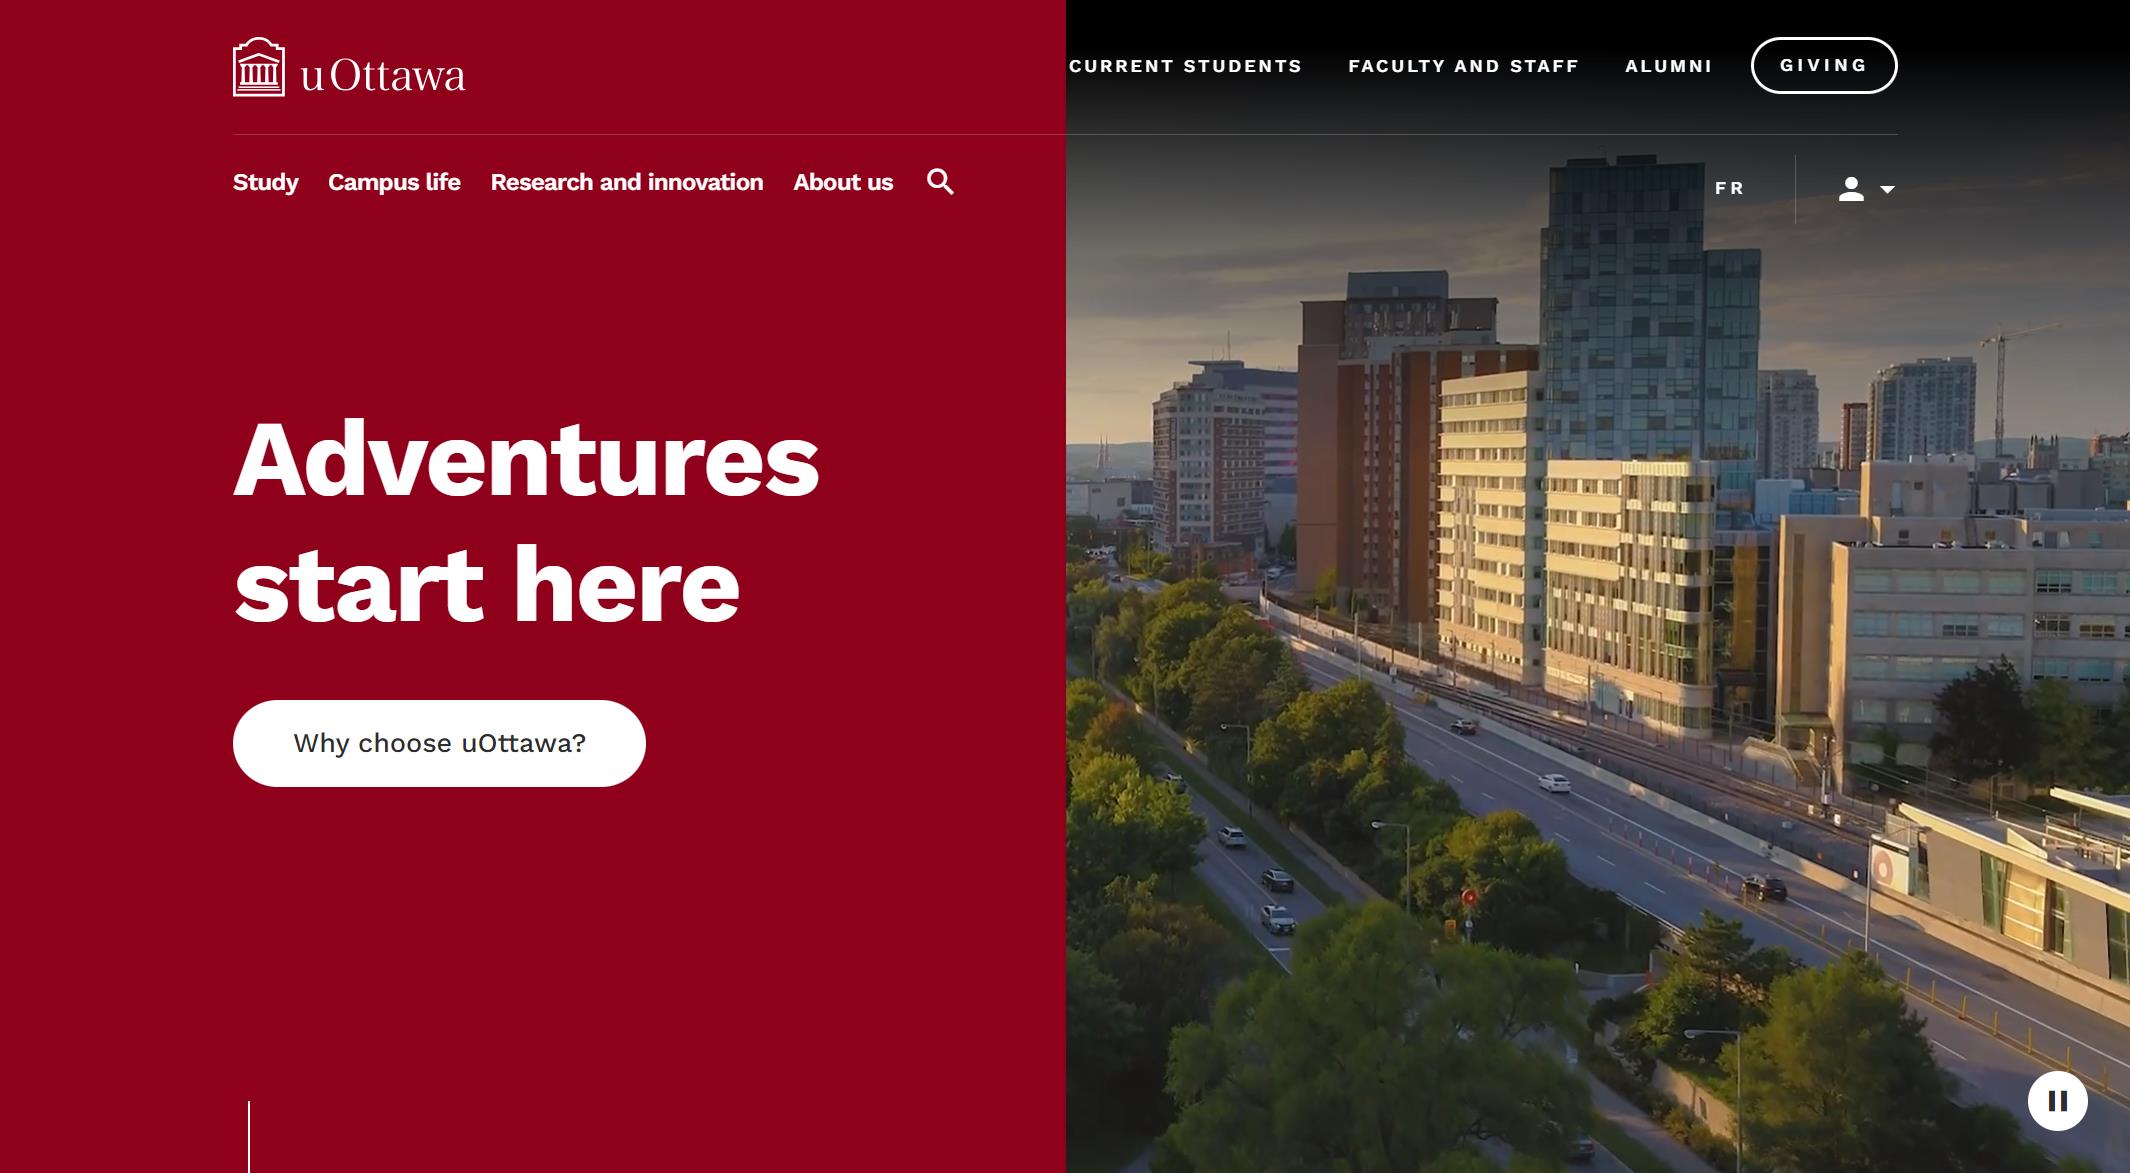 uOttawa
CURRENT STUDENTS
FACULTY AND STAFF
ALUMNI
GIVING
Study
Campus life
Research and innovation
About us
FR
Adventures
start here
Why choose uOttawa?